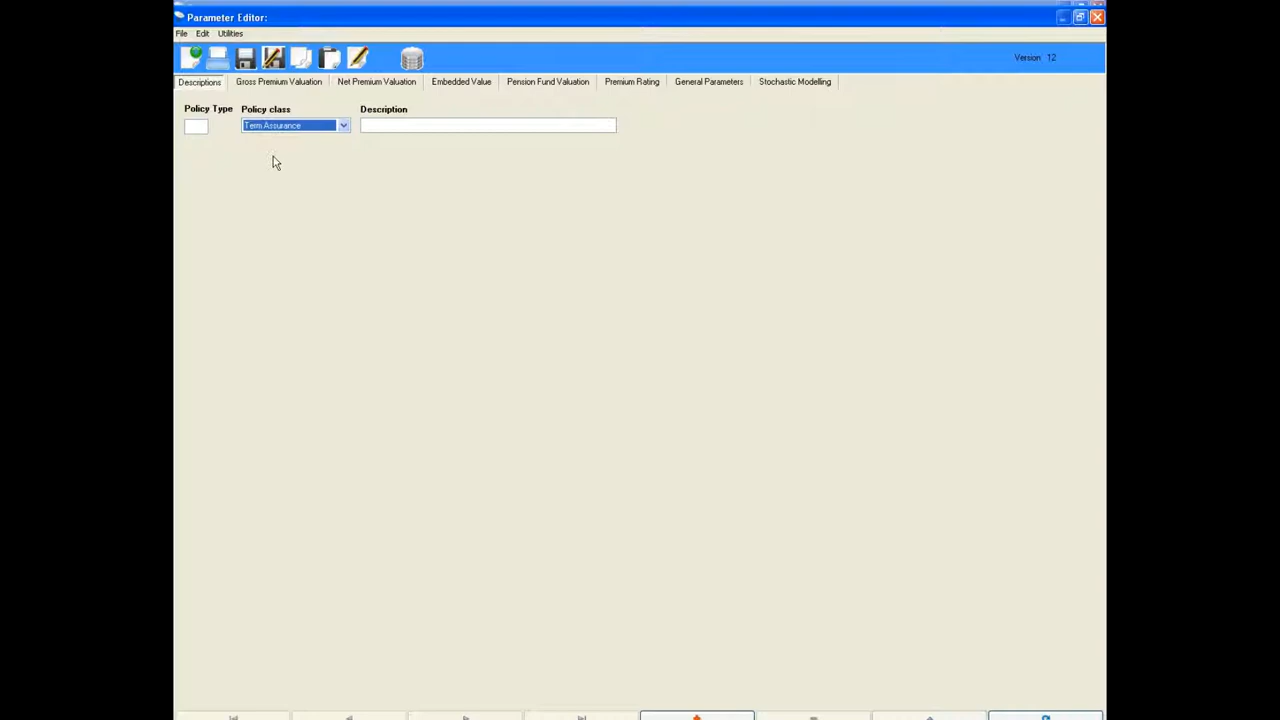 Parameter Editor:
File Edit Utilities
Version 12
Descriptions Gross Premium Valuation Net Premium Valuation Embedded Value Pension Fund Valuation Premium Rating General Parameters Stochastic Modelling
Policy Type Policy class Description
Term Assurance